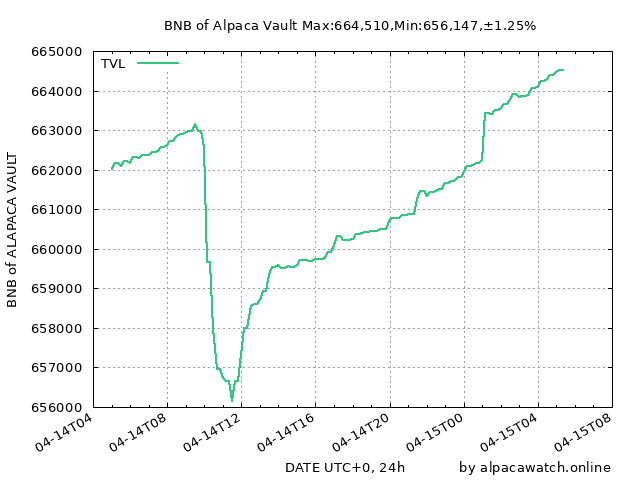 BNB of Alpaca Vault Max:664,510,Min:656,147,±1.25%
TVL
665000
664000
663000
662000
661000
660000
659000
658000
657000
656000
BNB of ALAPACA VAULT
04-14T04
04-14T08
04-14T12
04-14T16
04-14T20
04-15T00
04-15T04
04-15T08
DATE UTC+0, 24h
by alpacawatch.online